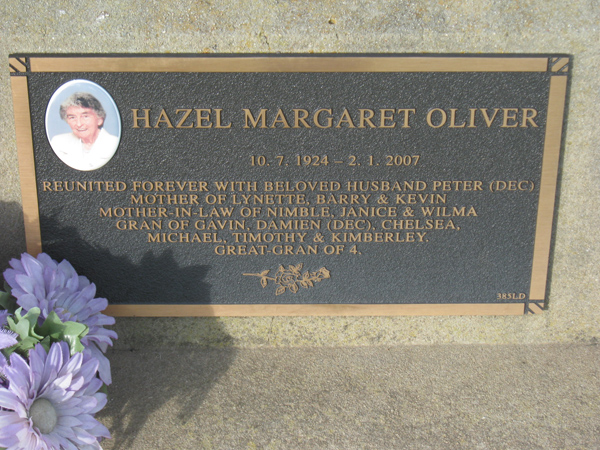 HAZEL MARGARET OLIVER
10. 7. 1924 – 2. 1. 2007
REUNITED FOREVER WITH BELOVED HUSBAND PETER (DEC)
MOTHER OF LYNETTE, BARRY & KEVIN
MOTHER-IN-LAW OF NIMBLE, JANICE & WILMA
GRAN OF GAVIN, DAMIEN (DEC), CHELSEA,
MICHAEL, TIMOTHY & KIMBERLEY.
GREAT-GRAN OF 4.
385LD